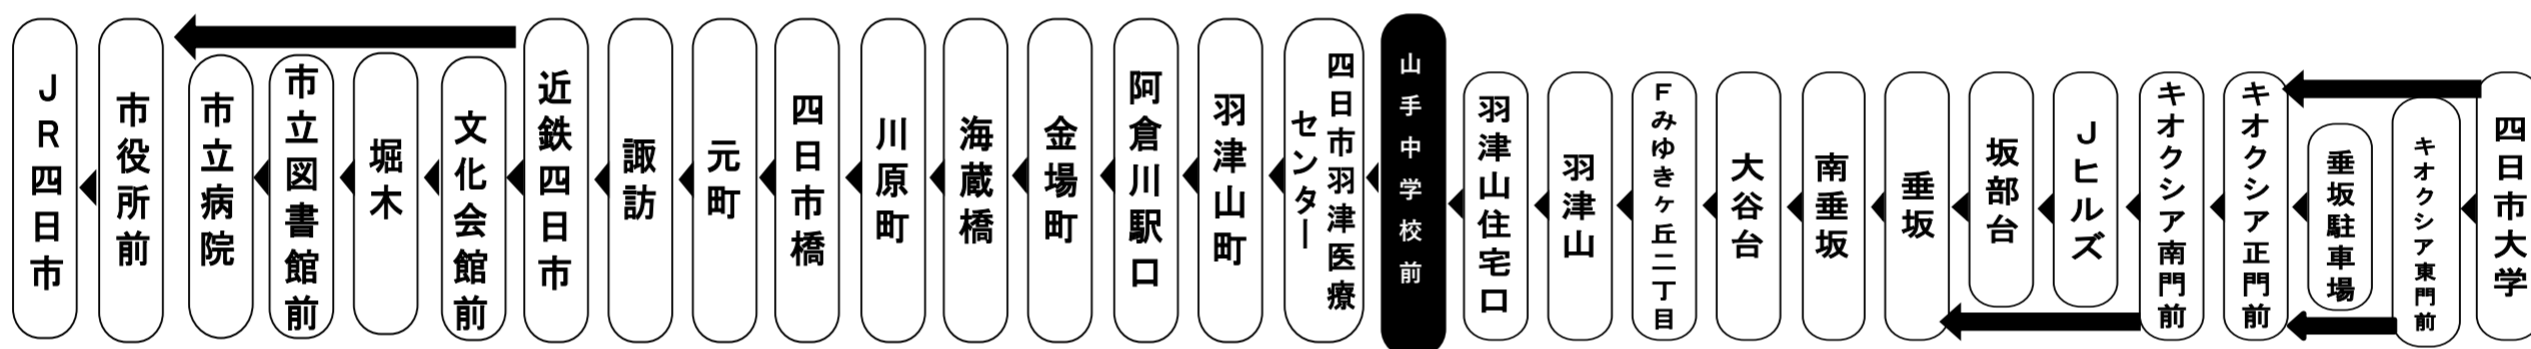 JR四日市
市役所前
市立病院
市立図書館前
堀木
文化会館前
近鉄四日市
諏訪
元町
四日市橋
川原町
海蔵橋
金場町
阿倉川駅口
羽津山町
四日市羽津医療
センター
山手中学校前
羽津山住宅口
羽津山
Fみゆきヶ丘二丁目
大谷台
南垂坂
垂坂
坂部台
Jヒルズ
キオクシア南門前
キオクシア正門前
垂坂駐車場
キオクシア東門前
四日市大学